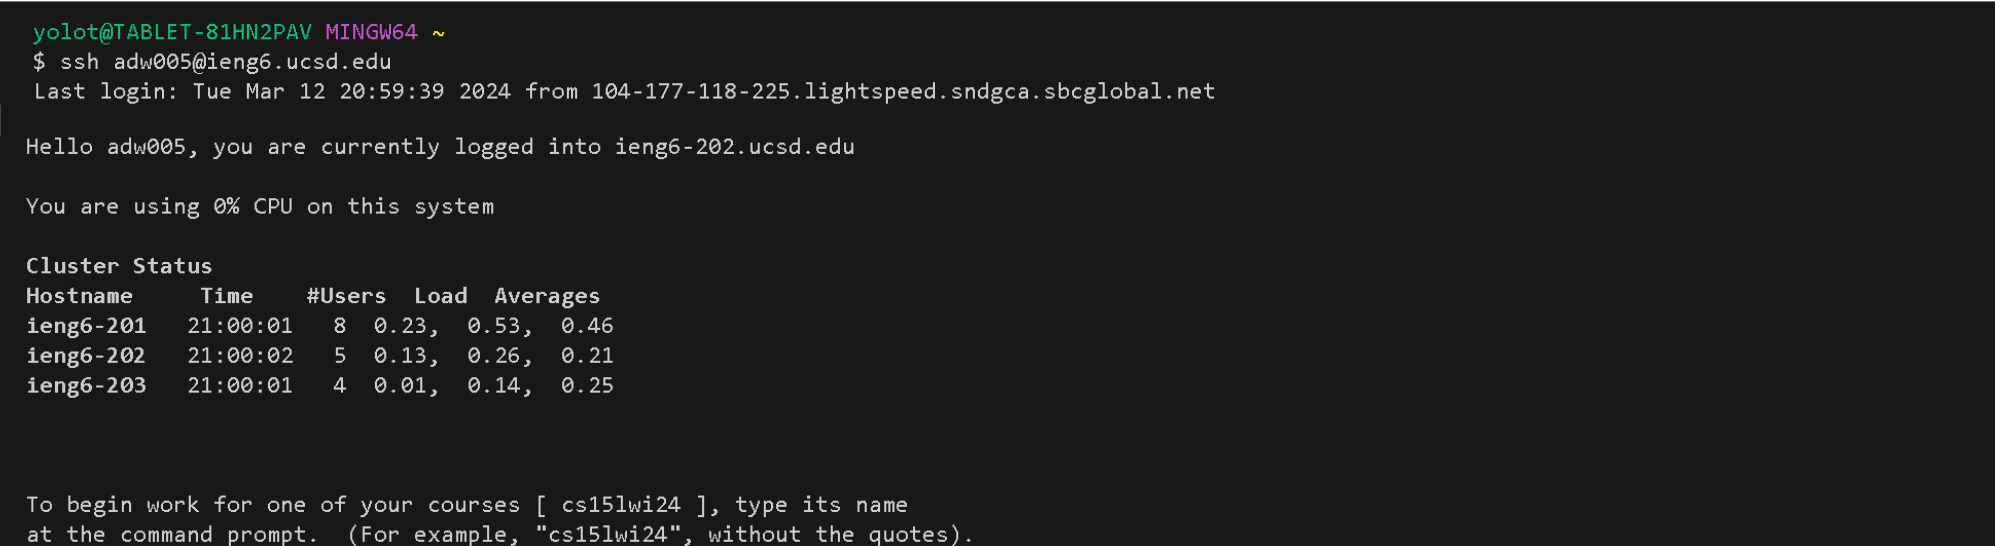 yolot@TABLET-81HN2PAV MINGW64 ~
$ ssh adw005@ieng6.ucsd.edu
Last login: Tue Mar 12 20:59:39 2024 from 104-177-118-225.lightspeed.sndgca.sbcglobal.net
Hello adw005, you are currently logged into ieng6-202.ucsd.edu
You are using 0% CPU on this system
Cluster Status
Hostname     Time    #Users  Load  Averages
ieng6-201   21:00:01   8  0.23,  0.53,  0.46
ieng6-202   21:00:02   5  0.13,  0.26,  0.21
ieng6-203   21:00:01   4  0.01,  0.14,  0.25
To begin work for one of your courses [ cs15lwi24 ], type its name
at the command prompt.  (For example, "cs15lwi24", without the quotes).